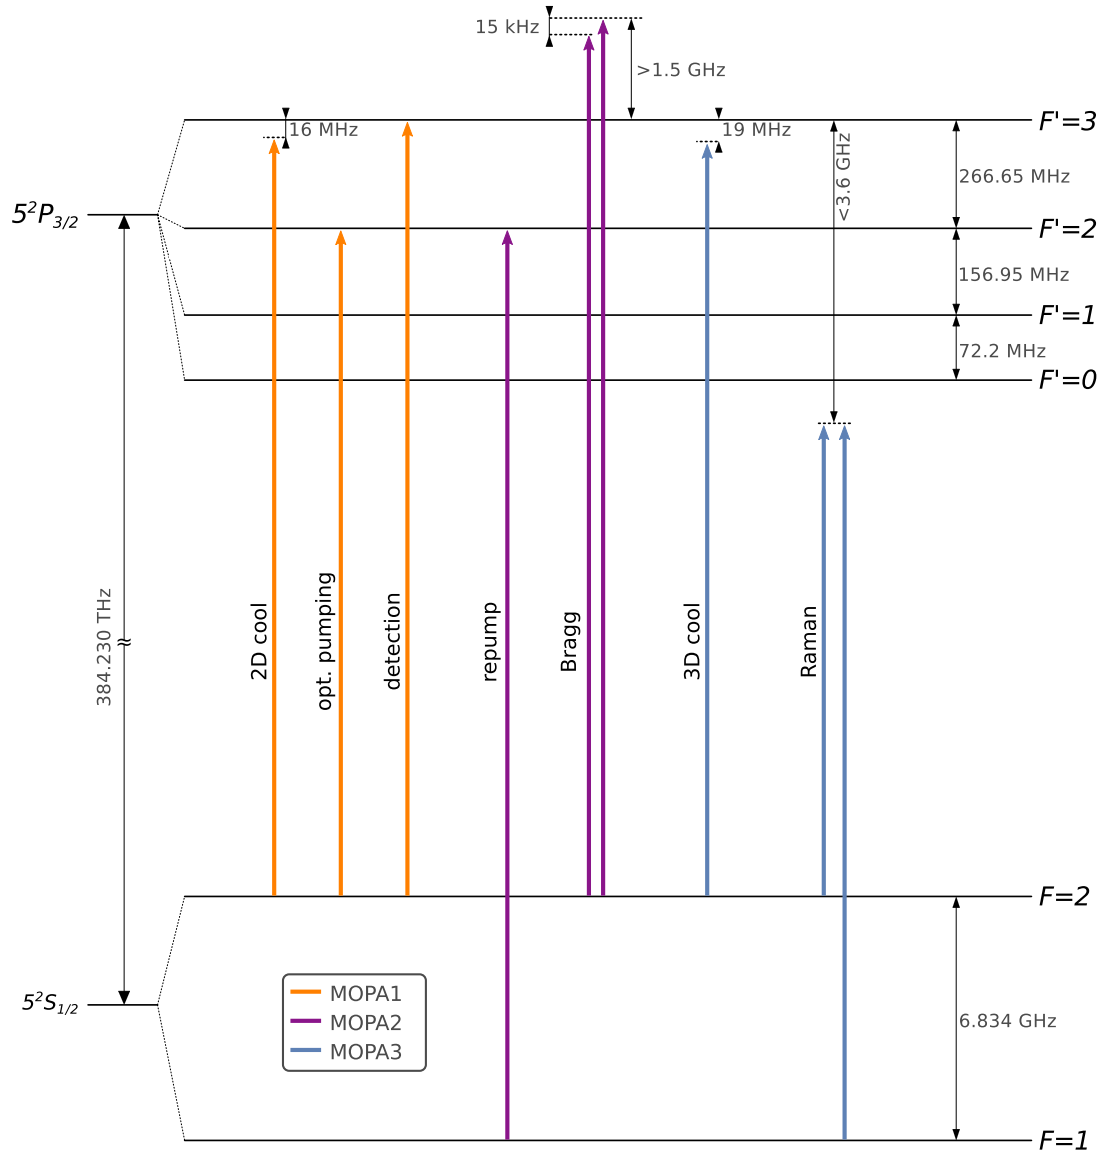 15 kHz
>1.5 GHz
16 MHz
19 MHz
F'=3
<3.6 GHz
266.65 MHz
5²P₃/₂
F'=2
156.95 MHz
F'=1
72.2 MHz
F'=0
384.230 THz
≈
2D cool
opt. pumping
detection
repump
Bragg
3D cool
Raman
F=2
5²S₁/₂
MOPA1
MOPA2
MOPA3
6.834 GHz
F=1